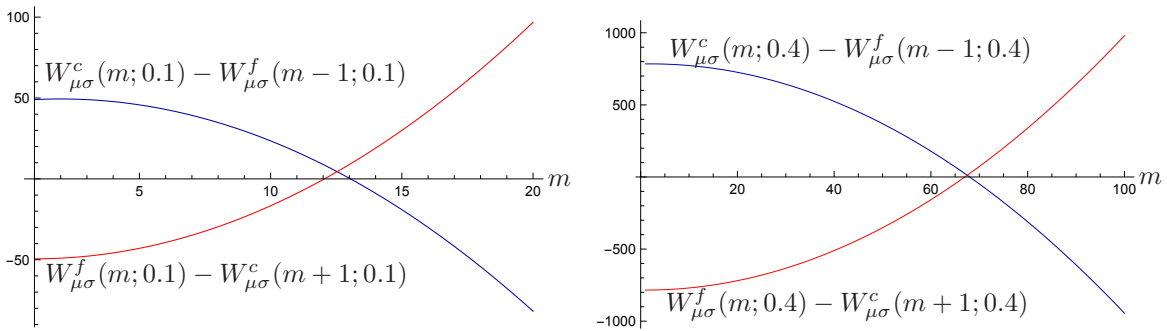 100
W^c_{μσ}(m; 0.1) − W^f_{μσ}(m − 1; 0.1)
50
5 10 15 20 m
−50
W^f_{μσ}(m; 0.1) − W^c_{μσ}(m + 1; 0.1)
1000
W^c_{μσ}(m; 0.4) − W^f_{μσ}(m − 1; 0.4)
500
20 40 60 80 100 m
−500
W^f_{μσ}(m; 0.4) − W^c_{μσ}(m + 1; 0.4)
−1000